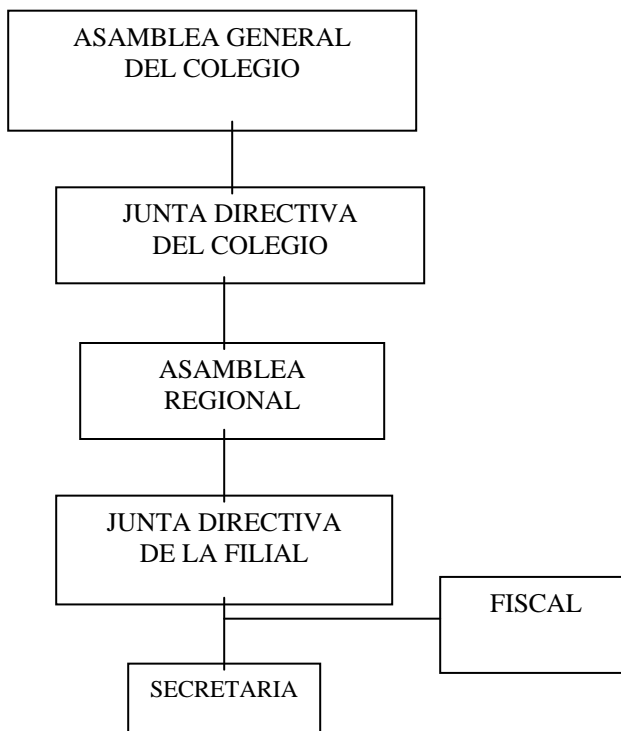 ASAMBLEA GENERAL
DEL COLEGIO
JUNTA DIRECTIVA
DEL COLEGIO
ASAMBLEA
REGIONAL
JUNTA DIRECTIVA
DE LA FILIAL
FISCAL
SECRETARIA